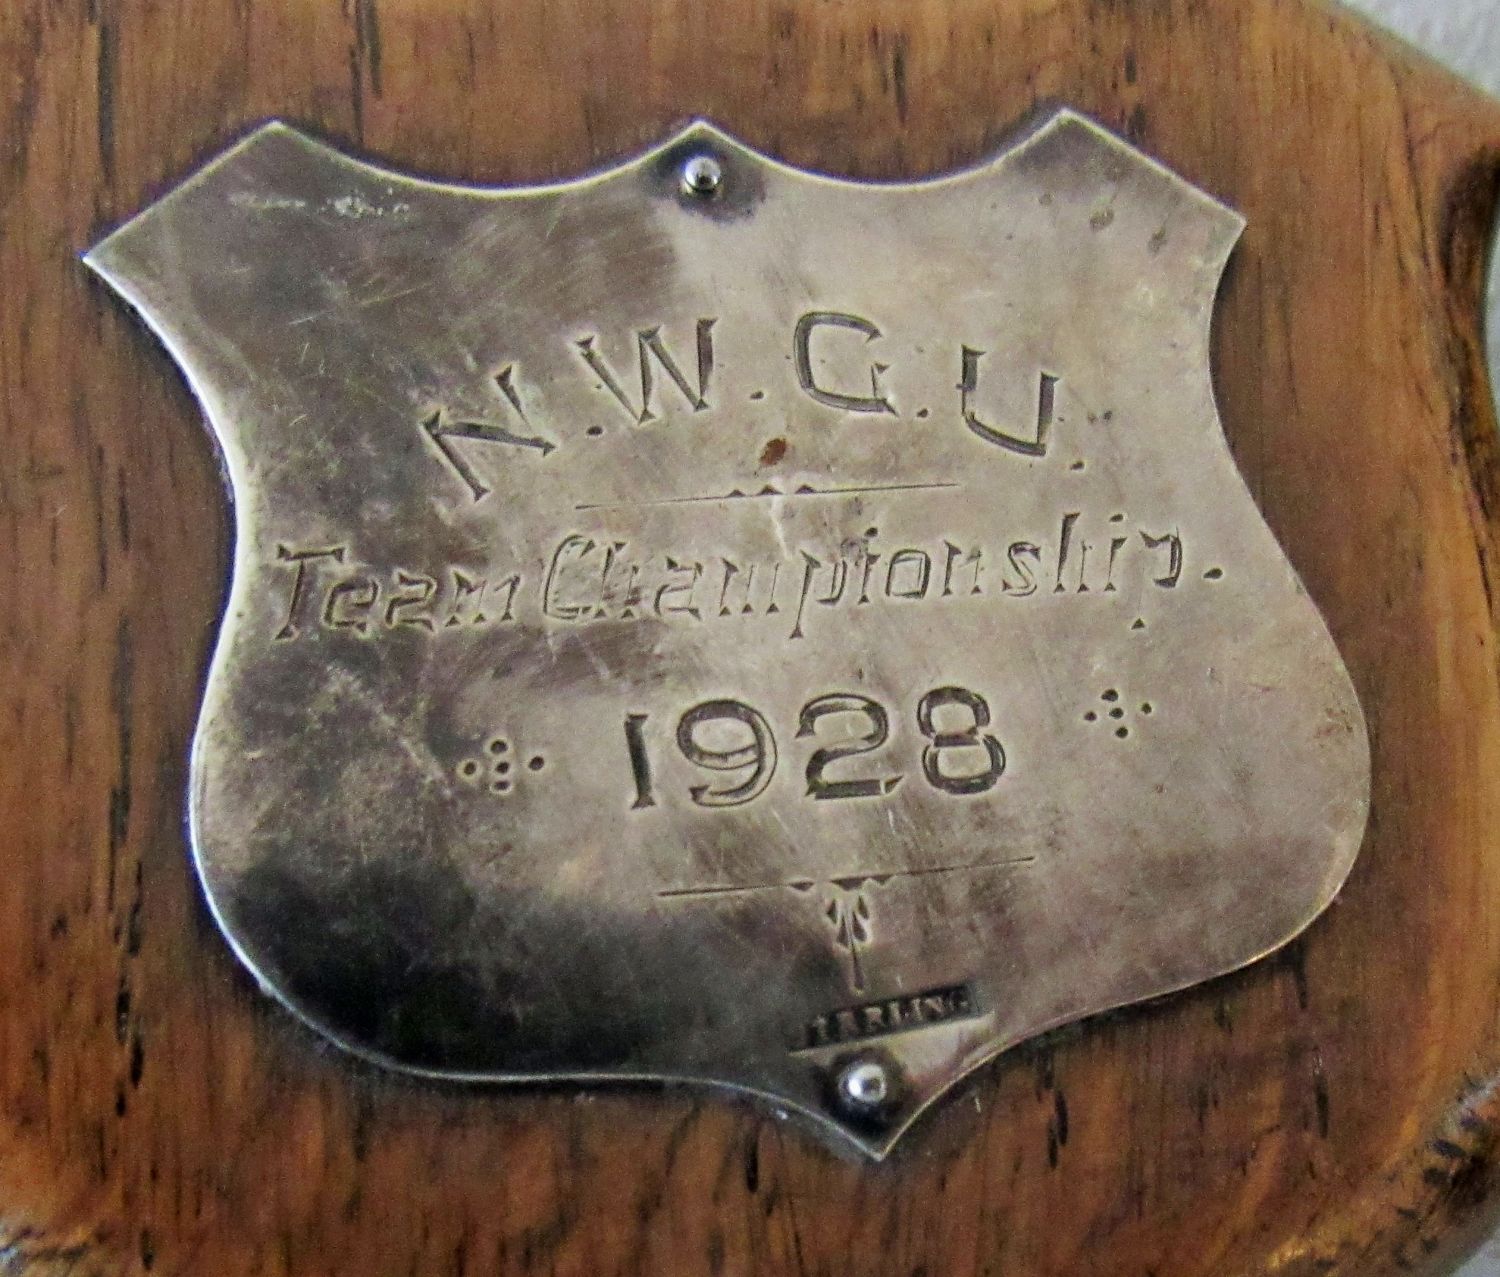 N.W.G.U.
Team Championship.
1928
STERLING